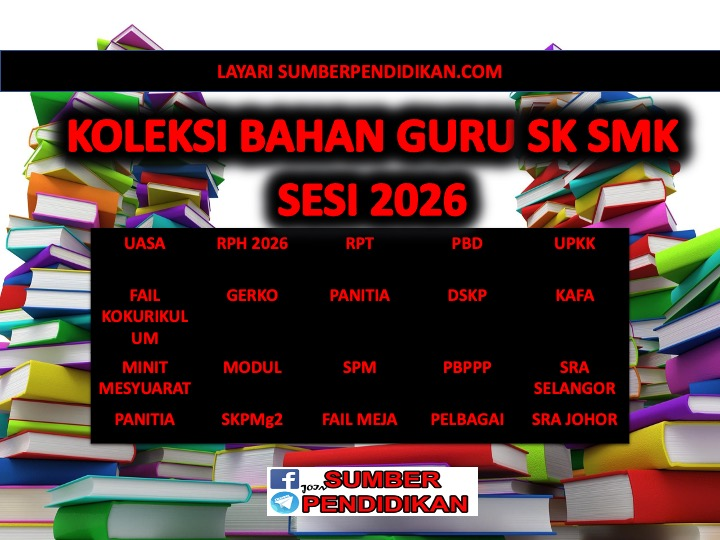 LAYARI SUMBERPENDIDIKAN.COM
KOLEKSI BAHAN GURU SK SMK
SESI 2026
UASA RPH 2026 RPT PBD UPKK
FAIL KOKURIKUL UM GERKO PANITIA DSKP KAFA
MINIT MESYUARAT MODUL SPM PBPPP SRA SELANGOR
PANITIA SKPMg2 FAIL MEJA PELBAGAI SRA JOHOR
f
JOIN SUMBER
PENDIDIKAN